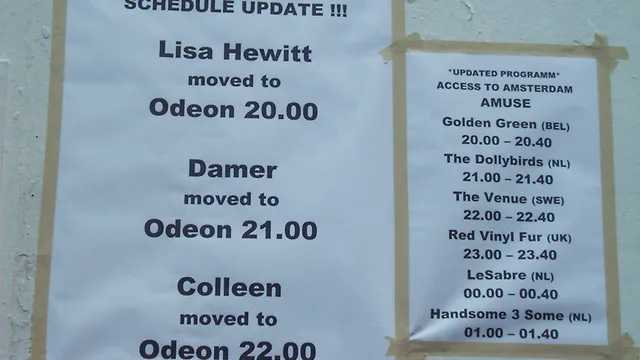 SCHEDULE UPDATE !!!
Lisa Hewitt
moved to
Odeon 20.00
Damer
moved to
Odeon 21.00
Colleen
moved to
Odeon 22.00
*UPDATED PROGRAMM*
ACCESS TO AMSTERDAM
AMUSE
Golden Green (BEL)
20.00 – 20.40
The Dollybirds (NL)
21.00 – 21.40
The Venue (SWE)
22.00 – 22.40
Red Vinyl Fur (UK)
23.00 – 23.40
LeSabre (NL)
00.00 – 00.40
Handsome 3 Some (NL)
01.00 – 01.40